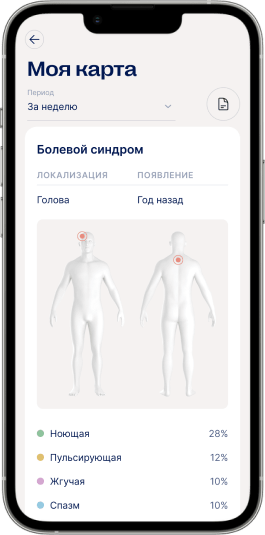 Моя карта
Период
За неделю
Болевой синдром
ЛОКАЛИЗАЦИЯ ПОЯВЛЕНИЕ
Голова Год назад
Ноющая 28%
Пульсирующая 12%
Жгучая 10%
Спазм 10%